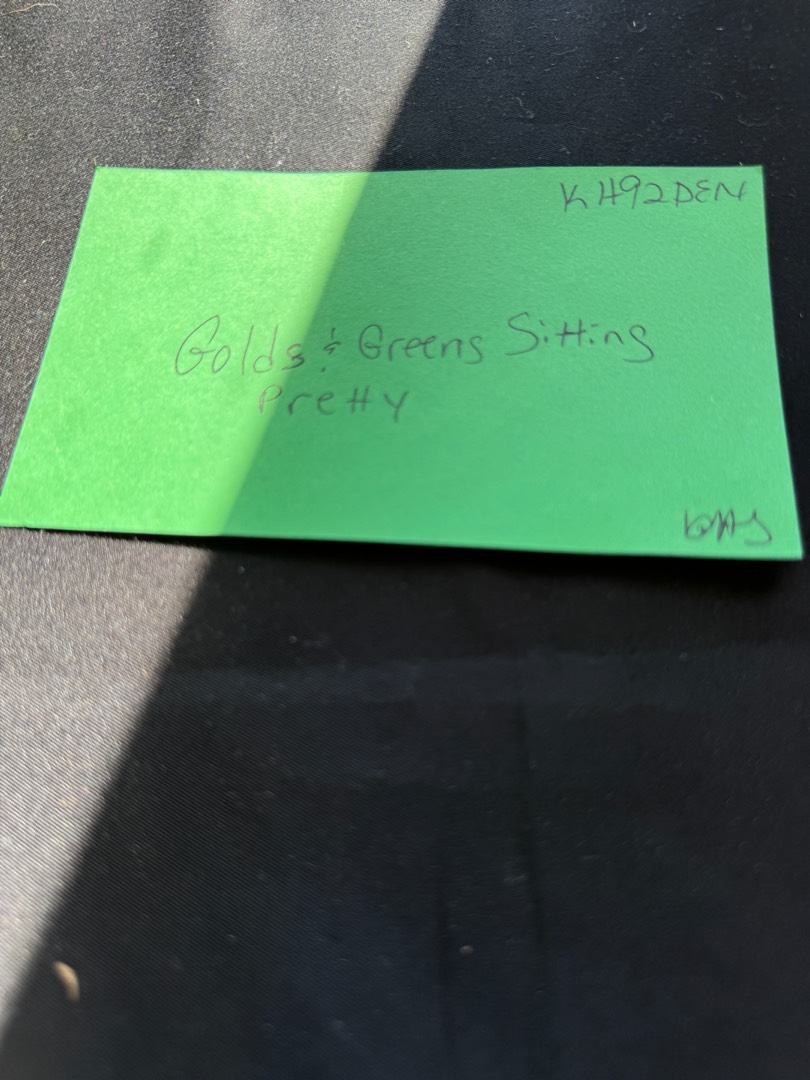 KH92DEN
Golds & Greens Sitting
Pretty